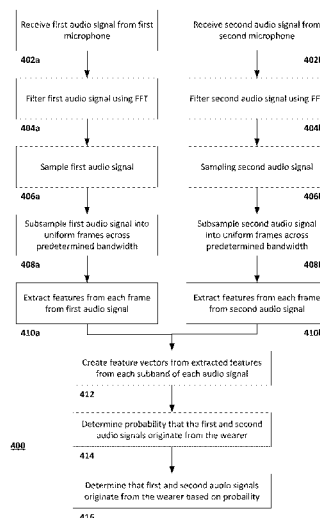 Receive first audio signal from first
microphone
402a
Filter first audio signal using FFT
404a
Sample first audio signal
406a
Subsample first audio signal into
uniform frames across
predetermined bandwidth
408a
Extract features from each frame
from first audio signal
410a
Receive second audio signal from
second microphone
402b
Filter second audio signal using FF
404b
Sampling second audio signal
406b
Subsample second audio signal
into uniform frames across
predetermined bandwidth
408b
Extract features from each frame
from second audio signal
410b
Create feature vectors from extracted features
from each subband of each audio signal
412
Determine probability that the first and second
audio signals originate from the wearer
414
400
Determine that first and second audio signals
originate from the wearer based on probability
416